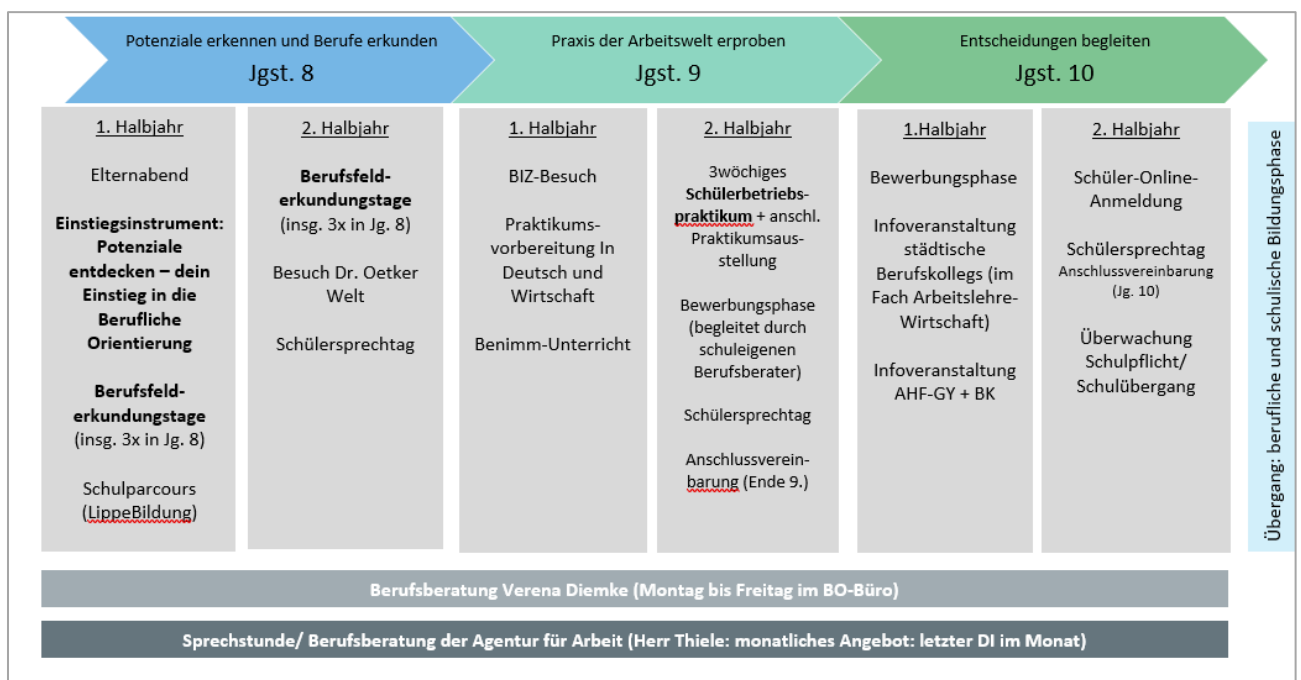 Potenziale erkennen und Berufe erkunden
Jgst. 8
Praxis der Arbeitswelt erproben
Jgst. 9
Entscheidungen begleiten
Jgst. 10
1. Halbjahr
Elternabend
Einstiegsinstrument:
Potenziale
entdecken – dein
Einstieg in die
Berufliche
Orientierung
Berufsfeld-
erkundungstage
(insg. 3x in Jg. 8)
Schulparcours
(LippeBildung)
2. Halbjahr
Berufsfeld-
erkundungstage
(insg. 3x in Jg. 8)
Besuch Dr. Oetker
Welt
Schülersprechtag
1. Halbjahr
BIZ-Besuch
Praktikums-
vorbereitung In
Deutsch und
Wirtschaft
Benimm-Unterricht
2. Halbjahr
3wöchiges
Schülerbetriebs-
praktikum + anschl.
Praktikumsaus-
stellung
Bewerbungsphase
(begleitet durch
schuleigenen
Berufsberater)
Schülersprechtag
Anschlussverein-
barung (Ende 9.)
1.Halbjahr
Bewerbungsphase
Infoveranstaltung
städtische
Berufskollegs (im
Fach Arbeitslehre-
Wirtschaft)
Infoveranstaltung
AHF-GY + BK
2. Halbjahr
Schüler-Online-
Anmeldung
Schülersprechtag
Anschlussvereinbarung
(Jg. 10)
Überwachung
Schulpflicht/
Schulübergang
Übergang: berufliche und schulische Bildungsphase
Berufsberatung Verena Diemke (Montag bis Freitag im BO-Büro)
Sprechstunde/ Berufsberatung der Agentur für Arbeit (Herr Thiele: monatliches Angebot: letzter DI im Monat)